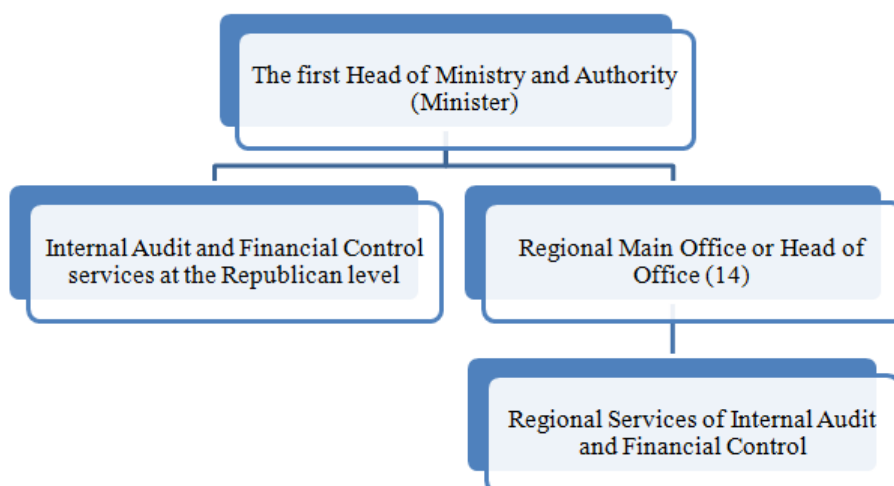 The first Head of Ministry and Authority
(Minister)
Internal Audit and Financial Control
services at the Republican level
Regional Main Office or Head of
Office (14)
Regional Services of Internal Audit
and Financial Control